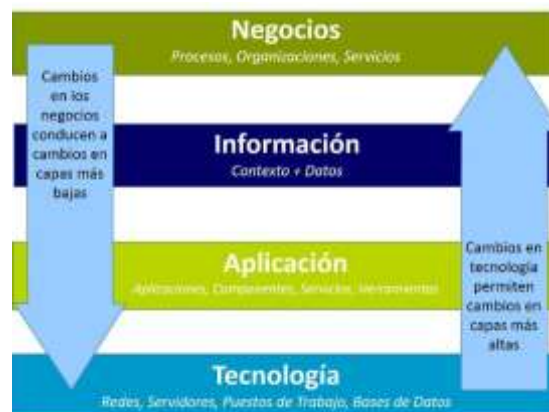 Negocios
Procesos, Organizaciones, Servicios
Cambios
en los
negocios
conducen a
cambios en
capas más
bajas
Información
Contexto + Datos
Aplicación
Aplicaciones, Componentes, Servicios, Herramientas
Cambios en
tecnología
permiten
cambios en
capas más
altas
Tecnología
Redes, Servidores, Puestos de Trabajo, Bases de Datos